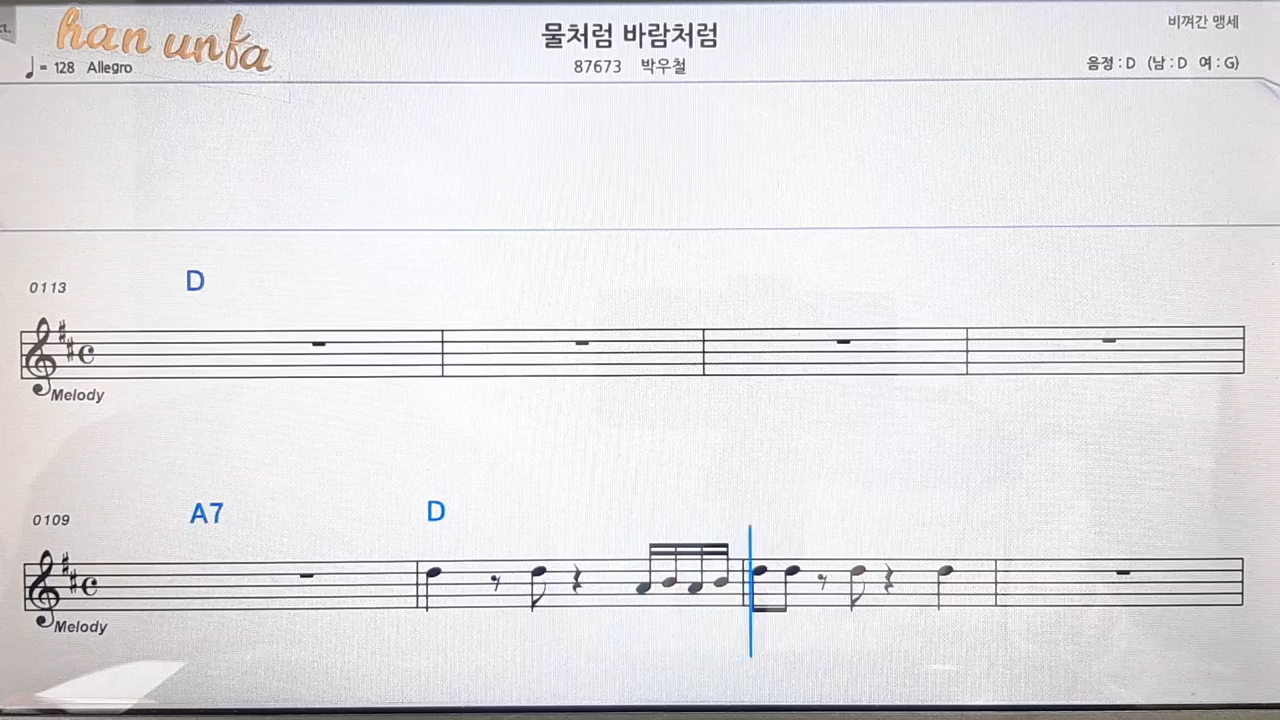 han unfa
물처럼 바람처럼
비껴간 맹세
♩= 128 Allegro
87673 박우철
음정 : D (남 : D 여 : G)
0113
D
Melody
0109
A7
D
Melody